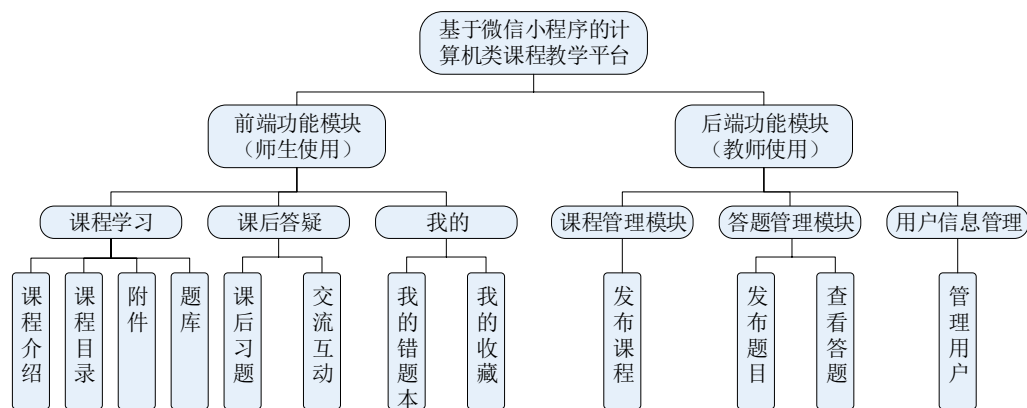 基于微信小程序的计
算机类课程教学平台
前端功能模块
（师生使用）
后端功能模块
（教师使用）
课程学习
课后答疑
我的
课程管理模块
答题管理模块
用户信息管理
课程介绍
课程目录
附件
题库
课后习题
交流互动
我的错题本
我的收藏
发布课程
发布题目
查看答题
管理用户